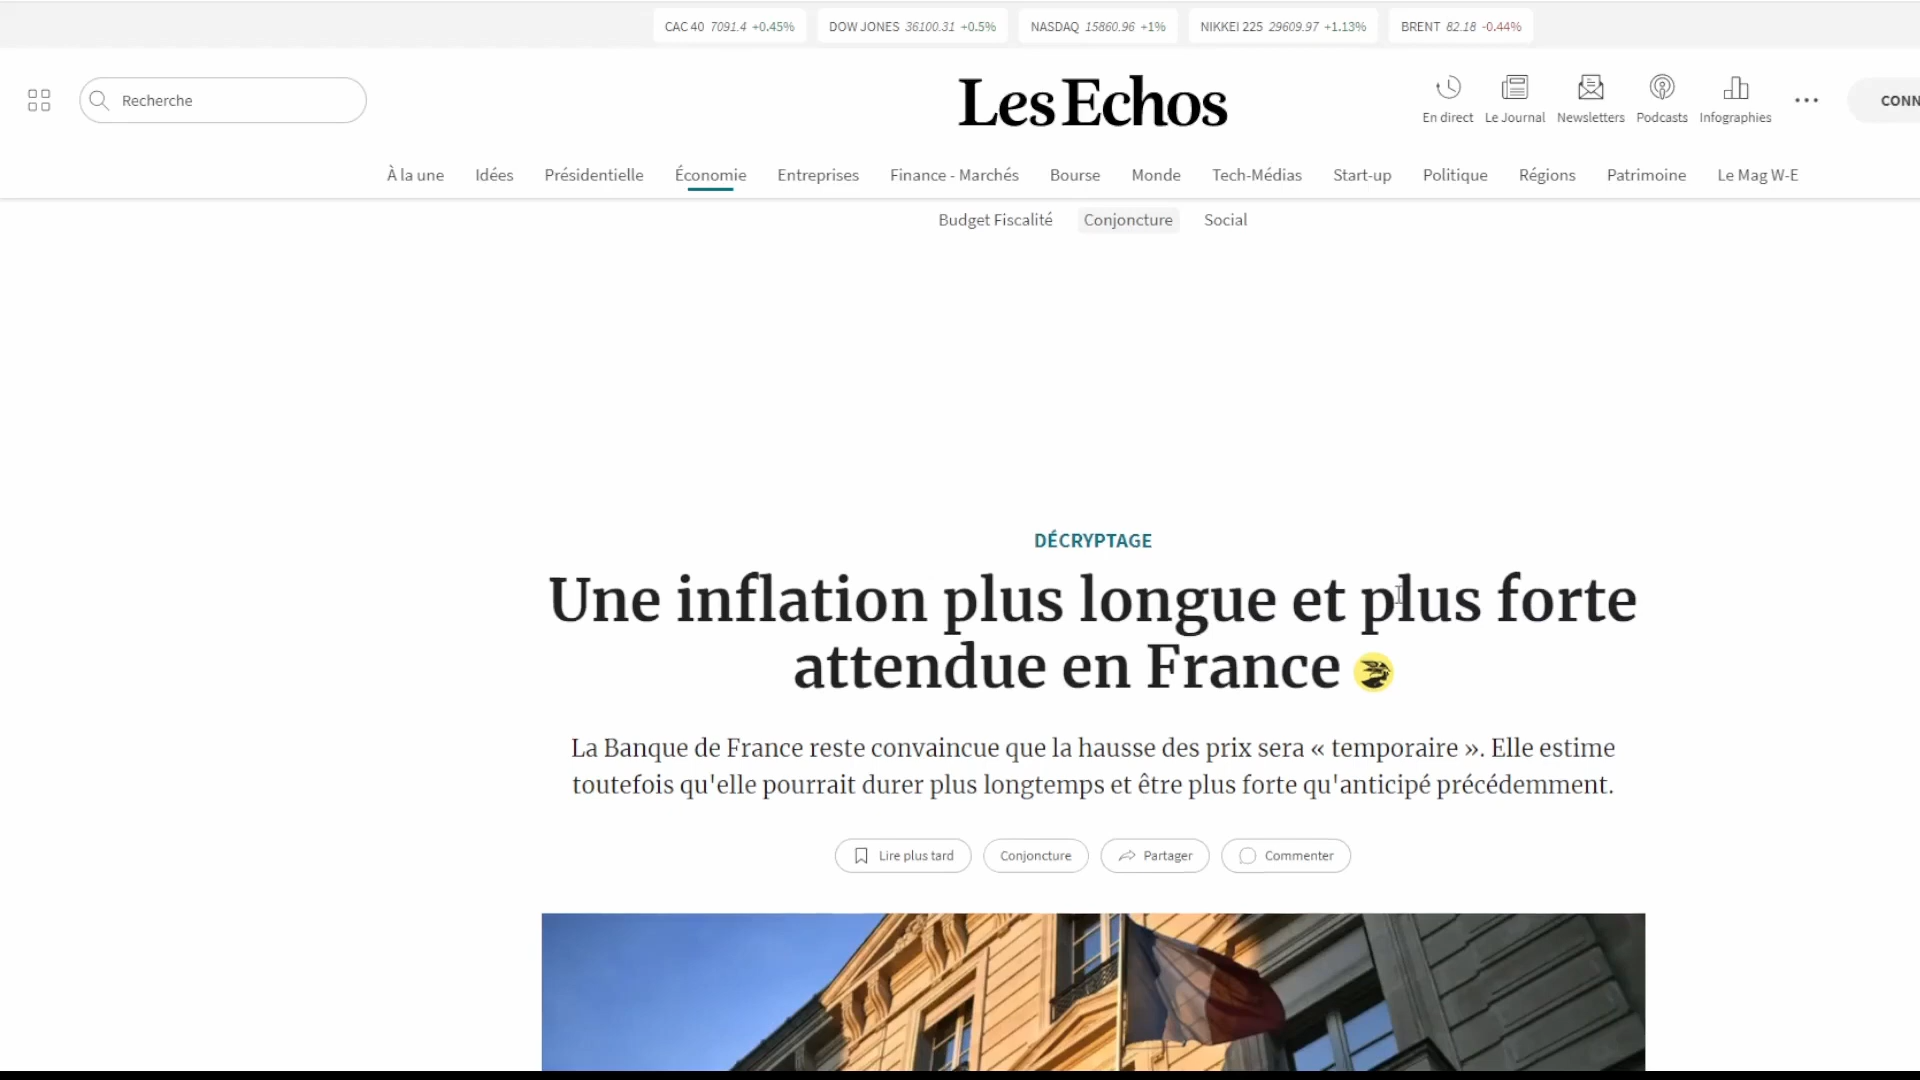 CAC 40 7091.4 +0.45% DOW JONES 36100.31 +0.5% NASDAQ 15860.96 +1% NIKKEI 225 29609.97 +1.13% BRENT 82.18 -0.44%
Recherche
Les Echos
En direct Le Journal Newsletters Podcasts Infographies
CONN
À la une Idées Présidentielle Économie Entreprises Finance - Marchés Bourse Monde Tech-Médias Start-up Politique Régions Patrimoine Le Mag W-E
Budget Fiscalité Conjoncture Social
DÉCRYPTAGE
Une inflation plus longue et plus forte
attendue en France
La Banque de France reste convaincue que la hausse des prix sera « temporaire ». Elle estime
toutefois qu'elle pourrait durer plus longtemps et être plus forte qu'anticipé précédemment.
Lire plus tard Conjoncture Partager Commenter